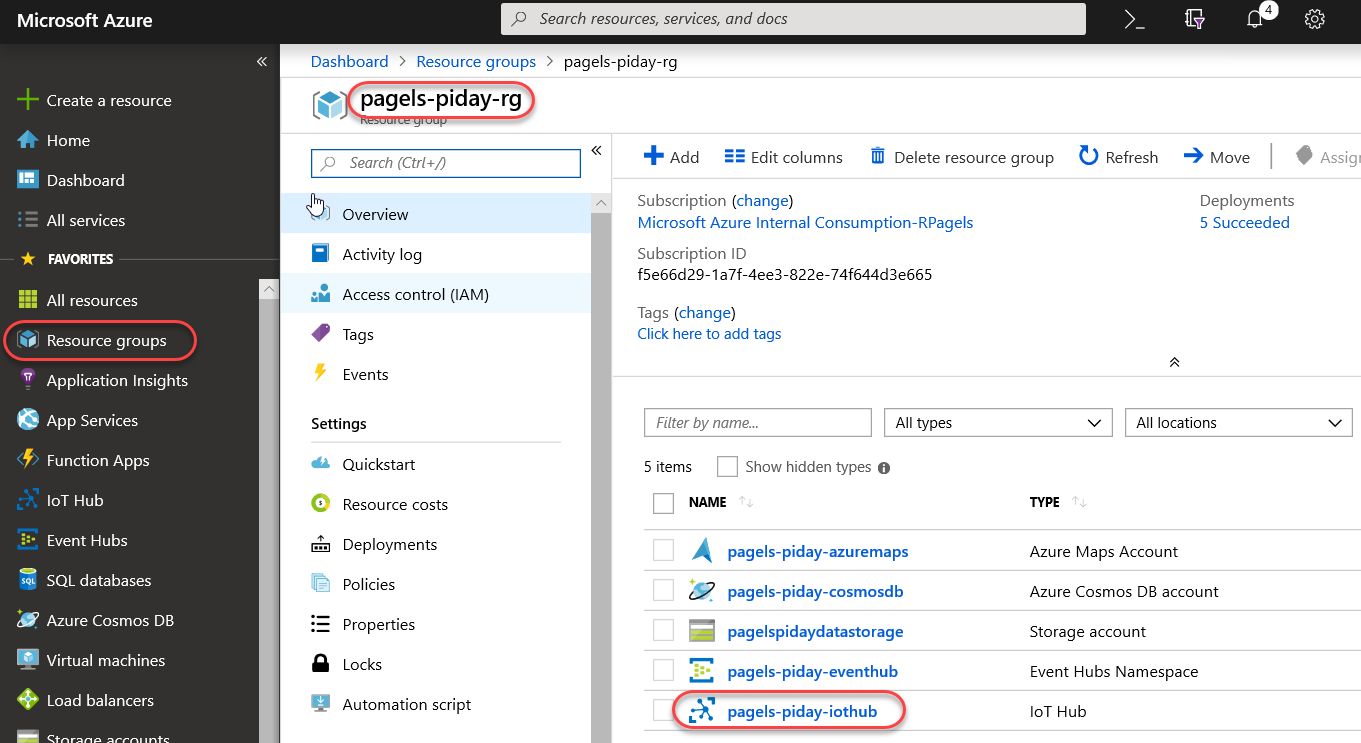 Microsoft Azure
Search resources, services, and docs
4
«
Create a resource
Home
Dashboard
All services
FAVORITES
All resources
Resource groups
Application Insights
App Services
Function Apps
IoT Hub
Event Hubs
SQL databases
Azure Cosmos DB
Virtual machines
Load balancers
Storage accounts
Dashboard > Resource groups > pagels-piday-rg
pagels-piday-rg
Resource group
Search (Ctrl+/)
«
Overview
Activity log
Access control (IAM)
Tags
Events
Settings
Quickstart
Resource costs
Deployments
Policies
Properties
Locks
Automation script
Add Edit columns Delete resource group Refresh Move Assign
Subscription (change)
Microsoft Azure Internal Consumption-RPagels
Deployments
5 Succeeded
Subscription ID
f5e66d29-1a7f-4ee3-822e-74f644d3e665
Tags (change)
Click here to add tags
Filter by name... All types All locations
5 items Show hidden types
NAME TYPE
pagels-piday-azuremaps Azure Maps Account
pagels-piday-cosmosdb Azure Cosmos DB account
pagelspidaydatastorage Storage account
pagels-piday-eventhub Event Hubs Namespace
pagels-piday-iothub IoT Hub